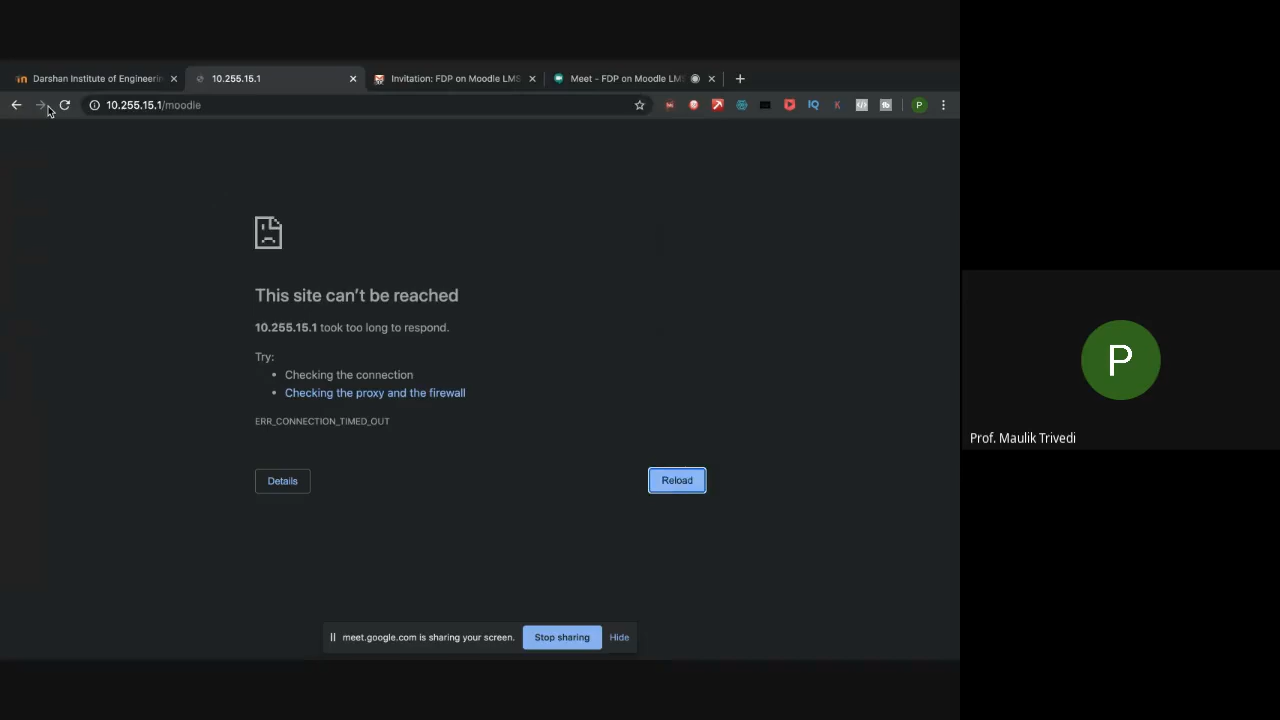 Darshan Institute of Engineerin
10.255.15.1
Invitation: FDP on Moodle LMS
Meet - FDP on Moodle LMS
10.255.15.1/moodle
IQ
K
P
This site can't be reached
10.255.15.1 took too long to respond.
Try:
• Checking the connection
• Checking the proxy and the firewall
ERR_CONNECTION_TIMED_OUT
Details
Reload
meet.google.com is sharing your screen.
Stop sharing
Hide
P
Prof. Maulik Trivedi